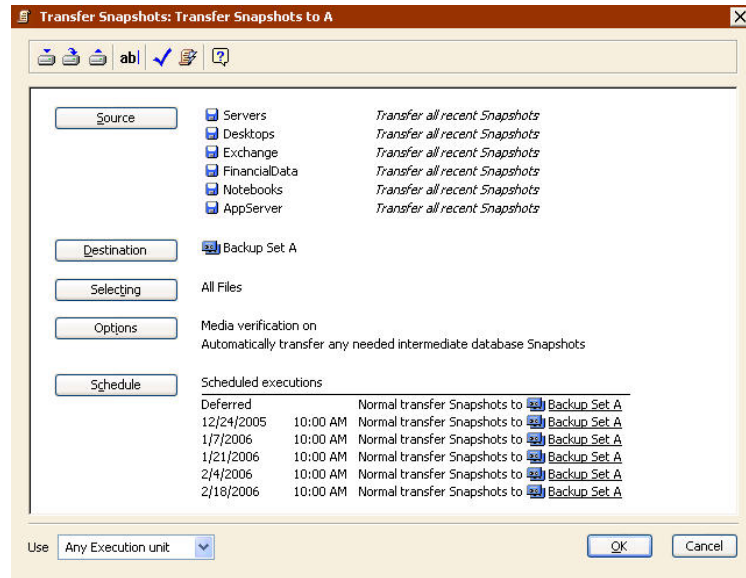 Transfer Snapshots: Transfer Snapshots to A
ab
Source
Servers Transfer all recent Snapshots
Desktops Transfer all recent Snapshots
Exchange Transfer all recent Snapshots
FinancialData Transfer all recent Snapshots
Notebooks Transfer all recent Snapshots
AppServer Transfer all recent Snapshots
Destination Backup Set A
Selecting All Files
Options Media verification on
Automatically transfer any needed intermediate database Snapshots
Schedule Scheduled executions
Deferred Normal transfer Snapshots to Backup Set A
12/24/2005 10:00 AM Normal transfer Snapshots to Backup Set A
1/7/2006 10:00 AM Normal transfer Snapshots to Backup Set A
1/21/2006 10:00 AM Normal transfer Snapshots to Backup Set A
2/4/2006 10:00 AM Normal transfer Snapshots to Backup Set A
2/18/2006 10:00 AM Normal transfer Snapshots to Backup Set A
Use Any Execution unit OK Cancel